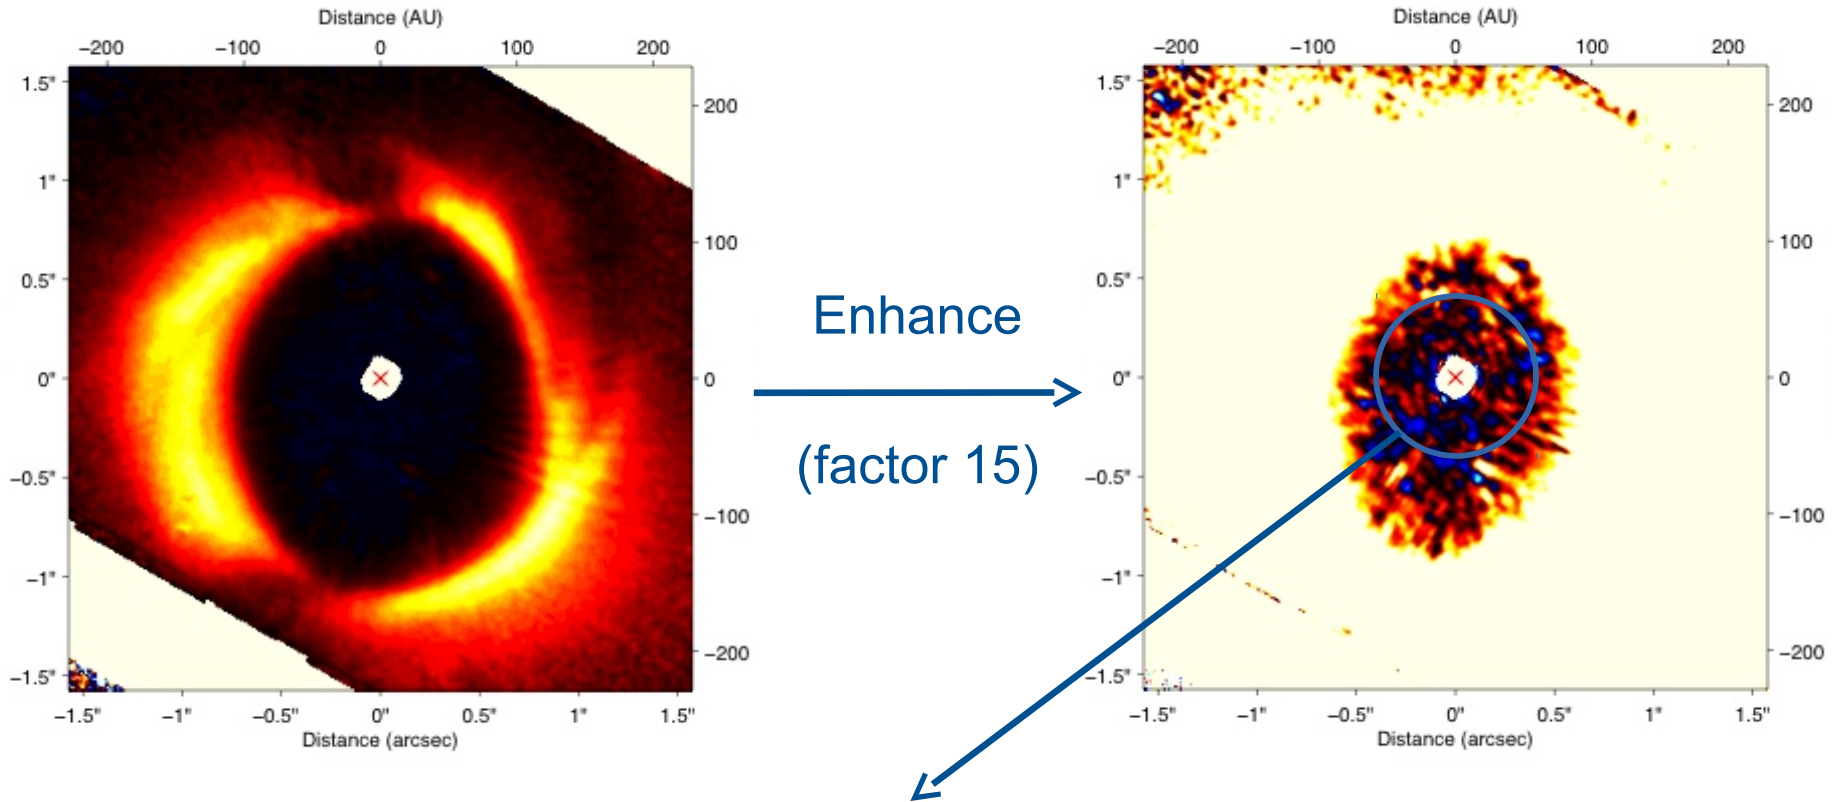 Distance (AU)
−200 −100 0 100 200
1.5"
1"
0.5"
0"
−0.5"
−1"
−1.5"
200
100
0
−100
−200
−1.5" −1" −0.5" 0" 0.5" 1" 1.5"
Distance (arcsec)
Enhance
(factor 15)
Distance (AU)
−200 −100 0 100 200
1.5"
1"
0.5"
0"
−0.5"
−1"
−1.5"
200
100
0
−100
−200
−1.5" −1" −0.5" 0" 0.5" 1" 1.5"
Distance (arcsec)